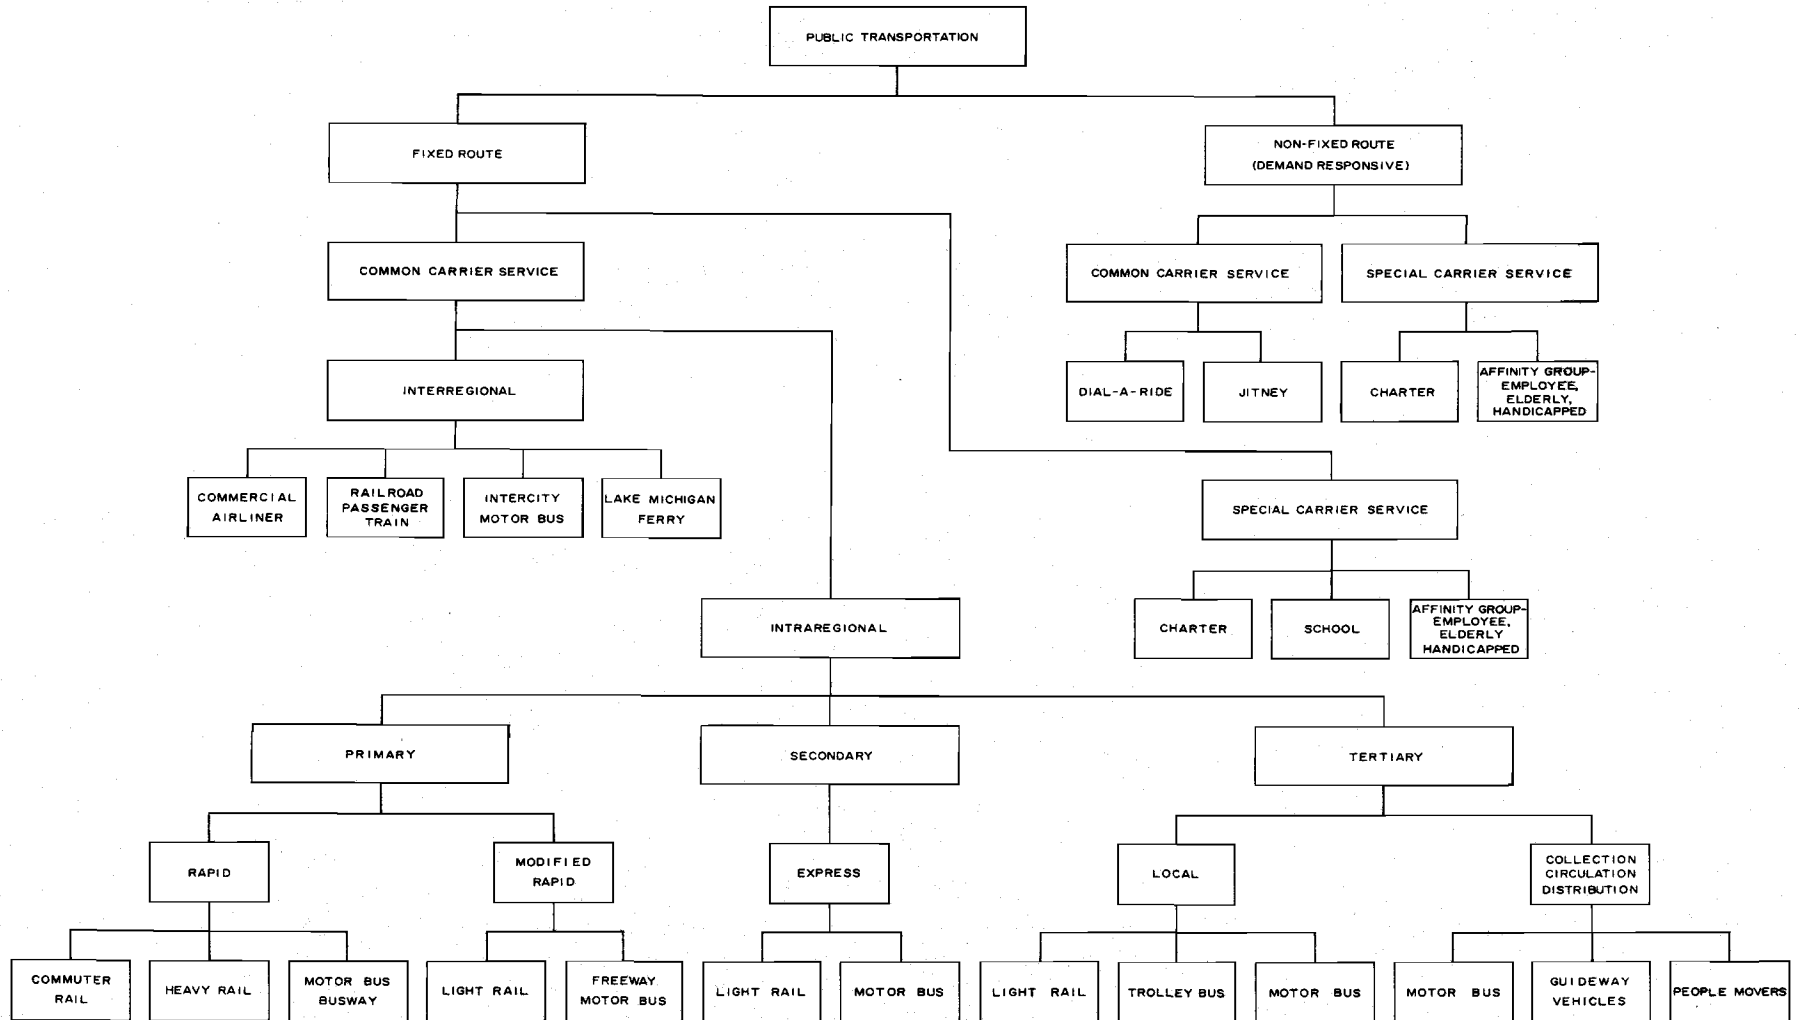 PUBLIC TRANSPORTATION
FIXED ROUTE
NON-FIXED ROUTE
(DEMAND RESPONSIVE)
COMMON CARRIER SERVICE
COMMON CARRIER SERVICE
SPECIAL CARRIER SERVICE
INTERREGIONAL
DIAL-A-RIDE
JITNEY
CHARTER
AFFINITY GROUP-
EMPLOYEE,
ELDERLY,
HANDICAPPED
COMMERCIAL
AIRLINER
RAILROAD
PASSENGER
TRAIN
INTERCITY
MOTOR BUS
LAKE MICHIGAN
FERRY
SPECIAL CARRIER SERVICE
INTRAREGIONAL
CHARTER
SCHOOL
AFFINITY GROUP-
EMPLOYEE,
ELDERLY
HANDICAPPED
PRIMARY
SECONDARY
TERTIARY
RAPID
MODIFIED
RAPID
EXPRESS
LOCAL
COLLECTION
CIRCULATION
DISTRIBUTION
COMMUTER
RAIL
HEAVY RAIL
MOTOR BUS
BUSWAY
LIGHT RAIL
FREEWAY
MOTOR BUS
LIGHT RAIL
MOTOR BUS
LIGHT RAIL
TROLLEY BUS
MOTOR BUS
MOTOR BUS
GUIDEWAY
VEHICLES
PEOPLE MOVERS